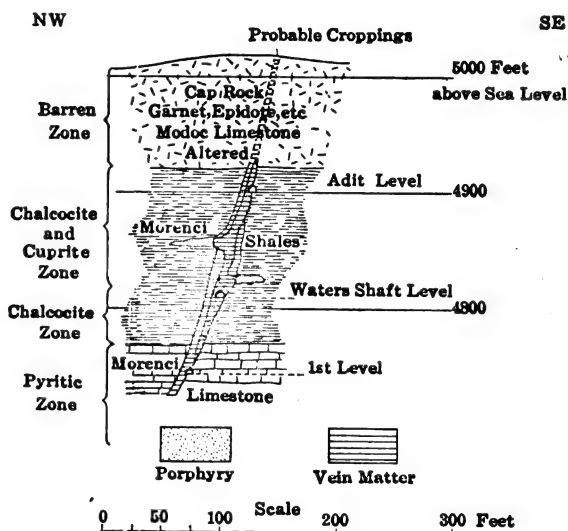 NW
SE
Probable Croppings
5000 Feet
above Sea Level
Barren
Zone
Cap Rock
Garnet, Epidote, etc
Modoc Limestone
Altered
Adit Level
4900
Chalcocite
and
Cuprite
Zone
Morenci
Shales
Waters Shaft Level
4800
Chalcocite
Zone
Morenci
1st Level
Pyritic
Zone
Limestone
Porphyry
Vein Matter
Scale
0 25 50 100 200 300 Feet